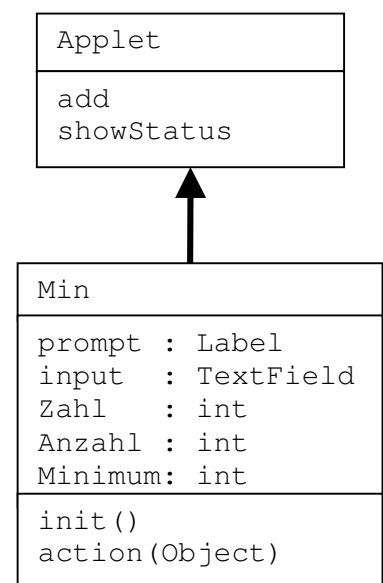 Applet
add
showStatus
Min
prompt : Label
input  : TextField
Zahl   : int
Anzahl : int
Minimum: int
init()
action(Object)